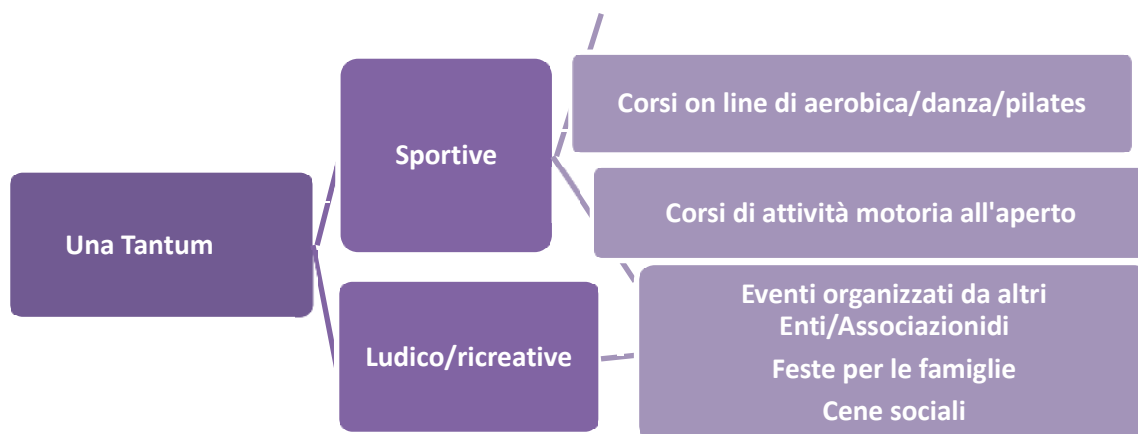 Una Tantum
Sportive
Corsi on line di aerobica/danza/pilates
Corsi di attività motoria all'aperto
Ludico/ricreative
Eventi organizzati da altri
Enti/Associazionidi
Feste per le famiglie
Cene sociali